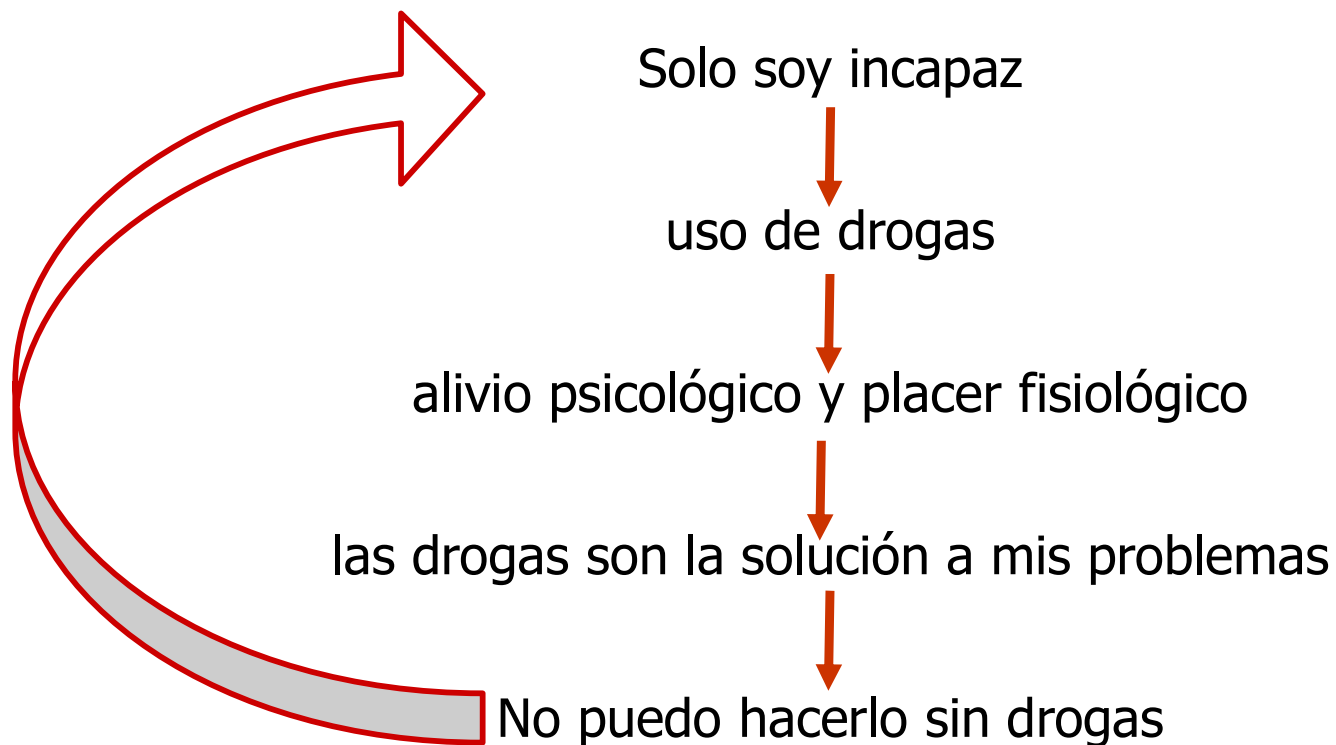 Solo soy incapaz
uso de drogas
alivio psicológico y placer fisiológico
las drogas son la solución a mis problemas
No puedo hacerlo sin drogas